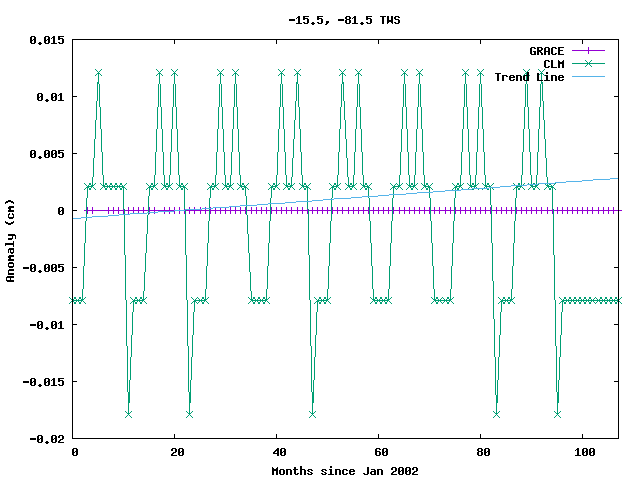 -15.5, -81.5 TWS
GRACE
CLM
Trend Line
0.015
0.01
0.005
0
-0.005
-0.01
-0.015
-0.02
Anomaly (cm)
0 20 40 60 80 100
Months since Jan 2002